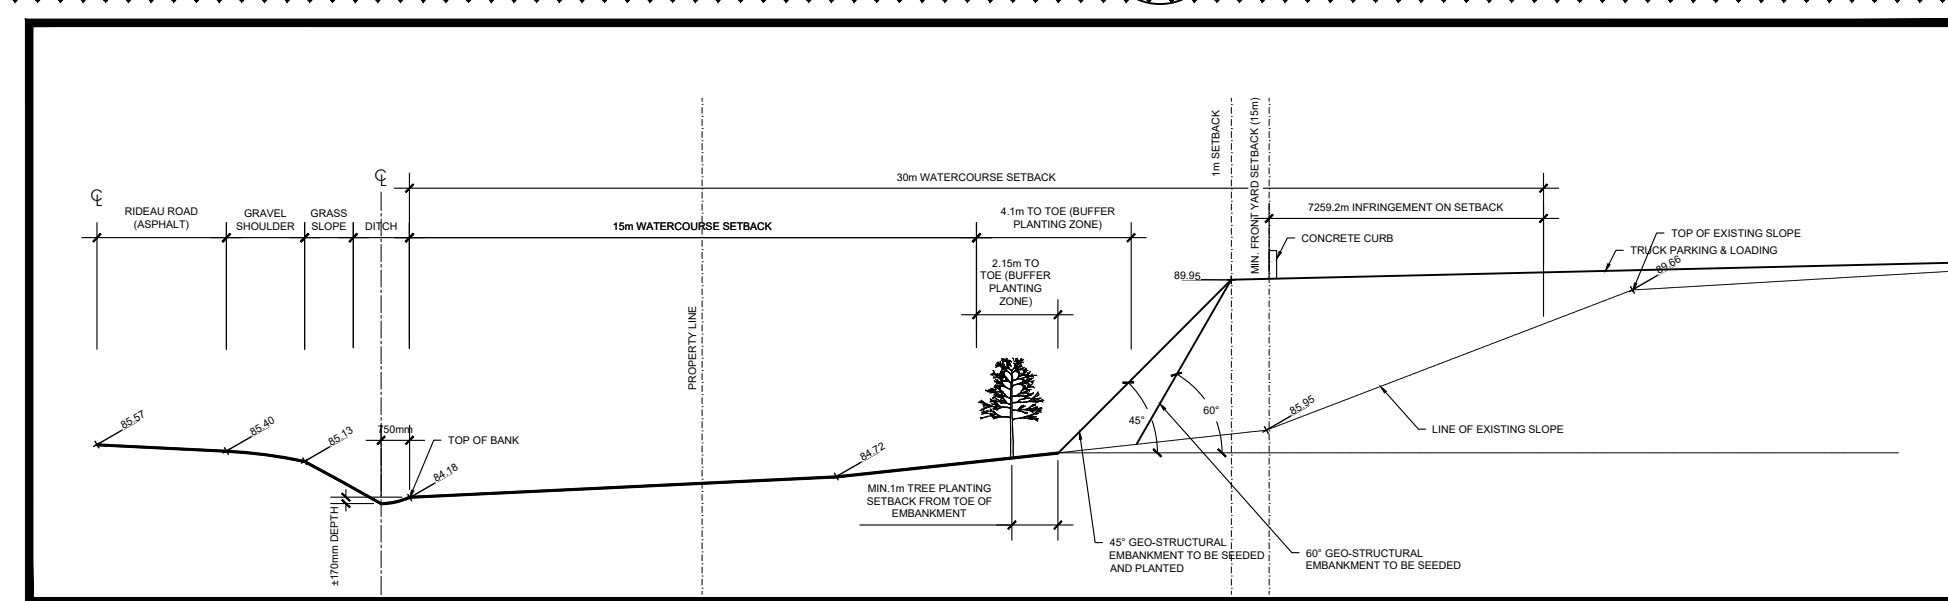 1m SETBACK
MIN. FRONT YARD SETBACK (15m)
30m WATERCOURSE SETBACK
℄
℄
RIDEAU ROAD
(ASPHALT)
GRAVEL
SHOULDER
GRASS
SLOPE
DITCH
15m WATERCOURSE SETBACK
4.1m TO TOE (BUFFER
PLANTING ZONE)
7259.2m INFRINGEMENT ON SETBACK
CONCRETE CURB
TOP OF EXISTING SLOPE
TRUCK PARKING & LOADING
2.15m TO
TOE (BUFFER
PLANTING
ZONE)
89.95
89.66
PROPERTY LINE
85.57
85.40
85.13
750mm
TOP OF BANK
84.18
84.72
45°
60°
85.95
LINE OF EXISTING SLOPE
±170mm DEPTH
MIN.1m TREE PLANTING
SETBACK FROM TOE OF
EMBANKMENT
45° GEO-STRUCTURAL
EMBANKMENT TO BE SEEDED
AND PLANTED
60° GEO-STRUCTURAL
EMBANKMENT TO BE SEEDED